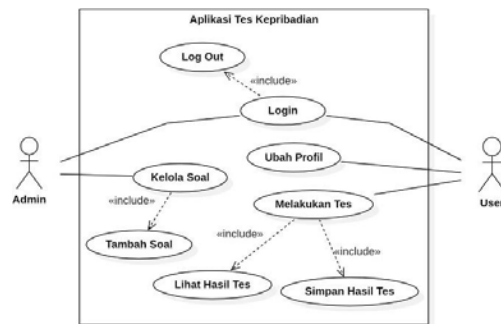 Aplikasi Tes Kepribadian
Log Out
«include»
Login
Ubah Profil
Admin
Kelola Soal
User
«include»
Melakukan Tes
Tambah Soal
«include»
«include»
Lihat Hasil Tes
Simpan Hasil Tes